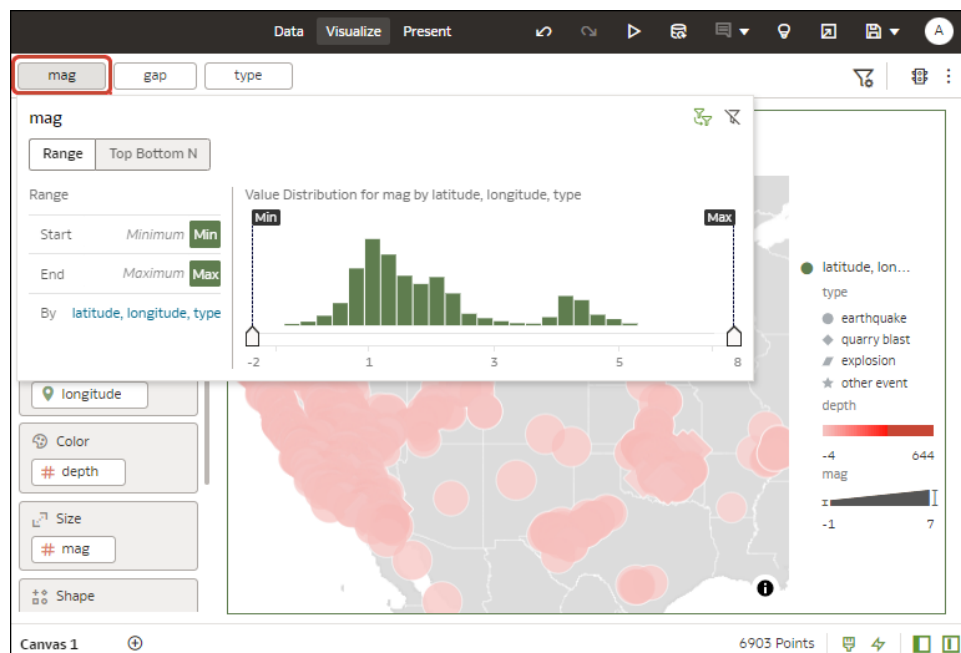 Data Visualize Present A
mag gap type
mag
Range Top Bottom N
Range
Start Minimum Min
End Maximum Max
By latitude, longitude, type
Value Distribution for mag by latitude, longitude, type
Min Max
-2 1 3 5 8
longitude
Color
# depth
Size
# mag
Shape
latitude, lon...
type
earthquake
quarry blast
explosion
other event
depth
-4 644
mag
-1 7
Canvas 1 6903 Points